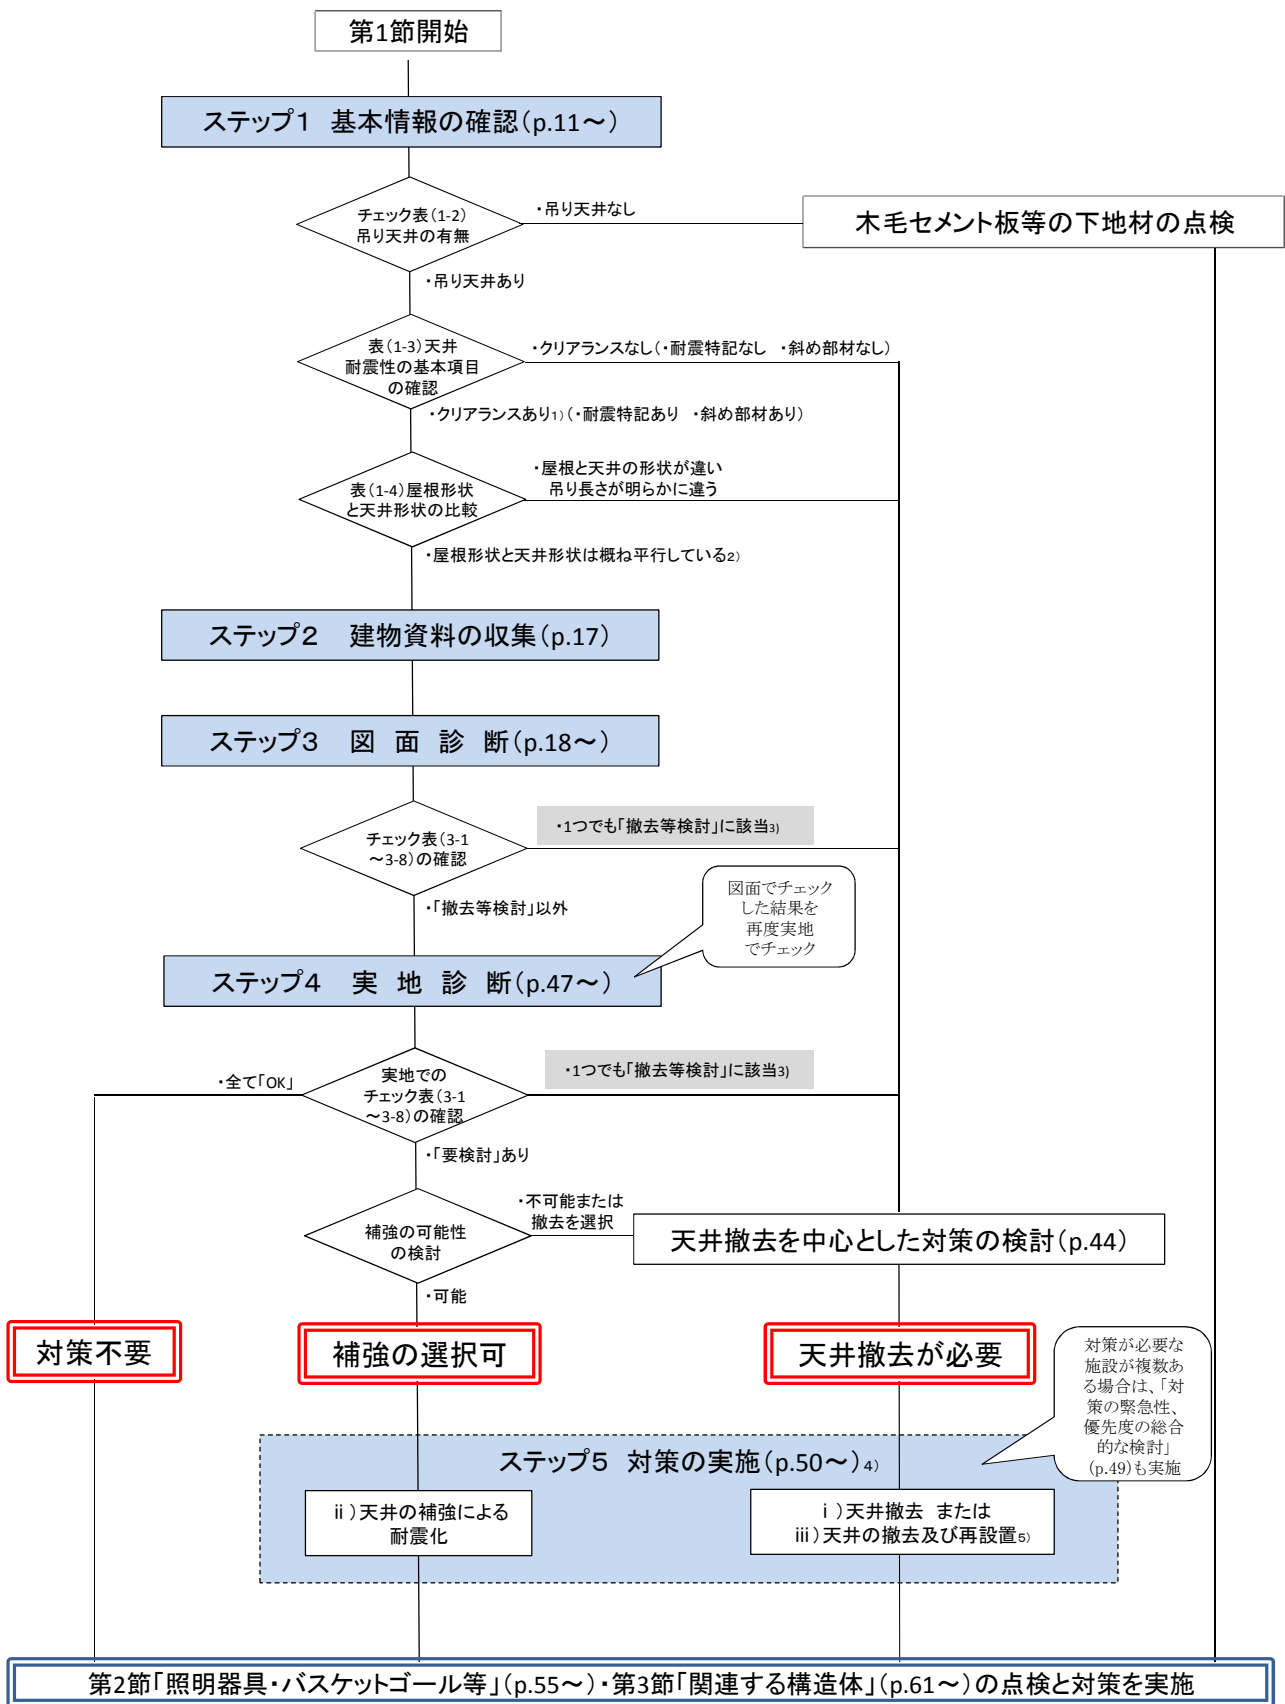 第1節開始
ステップ1　基本情報の確認(p.11～)
チェック表(1-2)
吊り天井の有無
・吊り天井なし
木毛セメント板等の下地材の点検
・吊り天井あり
表(1-3)天井
耐震性の基本項目
の確認
・クリアランスなし(・耐震特記なし　・斜め部材なし)
・クリアランスあり1)(・耐震特記あり　・斜め部材あり)
表(1-4)屋根形状
と天井形状の比較
・屋根と天井の形状が違い
吊り長さが明らかに違う
・屋根形状と天井形状は概ね平行している2)
ステップ2　建物資料の収集(p.17)
ステップ3　図　面　診　断(p.18～)
チェック表(3-1
～3-8)の確認
・1つでも「撤去等検討」に該当3)
・「撤去等検討」以外
図面でチェック
した結果を
再度実地
でチェック
ステップ4　実　地　診　断(p.47～)
・全て「OK」
実地での
チェック表(3-1
～3-8)の確認
・1つでも「撤去等検討」に該当3)
・「要検討」あり
補強の可能性
の検討
・不可能または
撤去を選択
天井撤去を中心とした対策の検討(p.44)
・可能
対策不要
補強の選択可
天井撤去が必要
対策が必要な
施設が複数あ
る場合は、「対
策の緊急性、
優先度の総合
的な検討」
(p.49)も実施
ステップ5　対策の実施(p.50～)4)
ⅱ)天井の補強による
耐震化
ⅰ)天井撤去　または
ⅲ)天井の撤去及び再設置5)
第2節「照明器具・バスケットゴール等」(p.55～)・第3節「関連する構造体」(p.61～)の点検と対策を実施